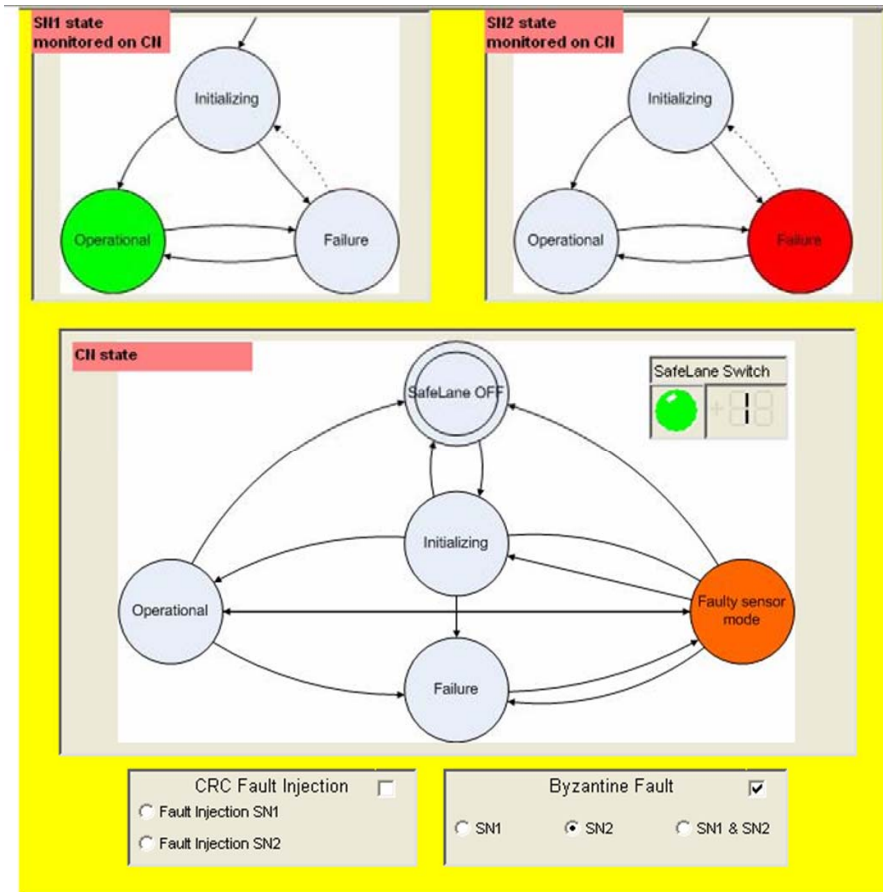 SN1 state
monitored on CN
Initializing
Operational
Failure
SN2 state
monitored on CN
Initializing
Operational
Failure
CN state
SafeLane OFF
SafeLane Switch
+ 1
Initializing
Operational
Faulty sensor
mode
Failure
CRC Fault Injection
Fault Injection SN1
Fault Injection SN2
Byzantine Fault
SN1
SN2
SN1 & SN2